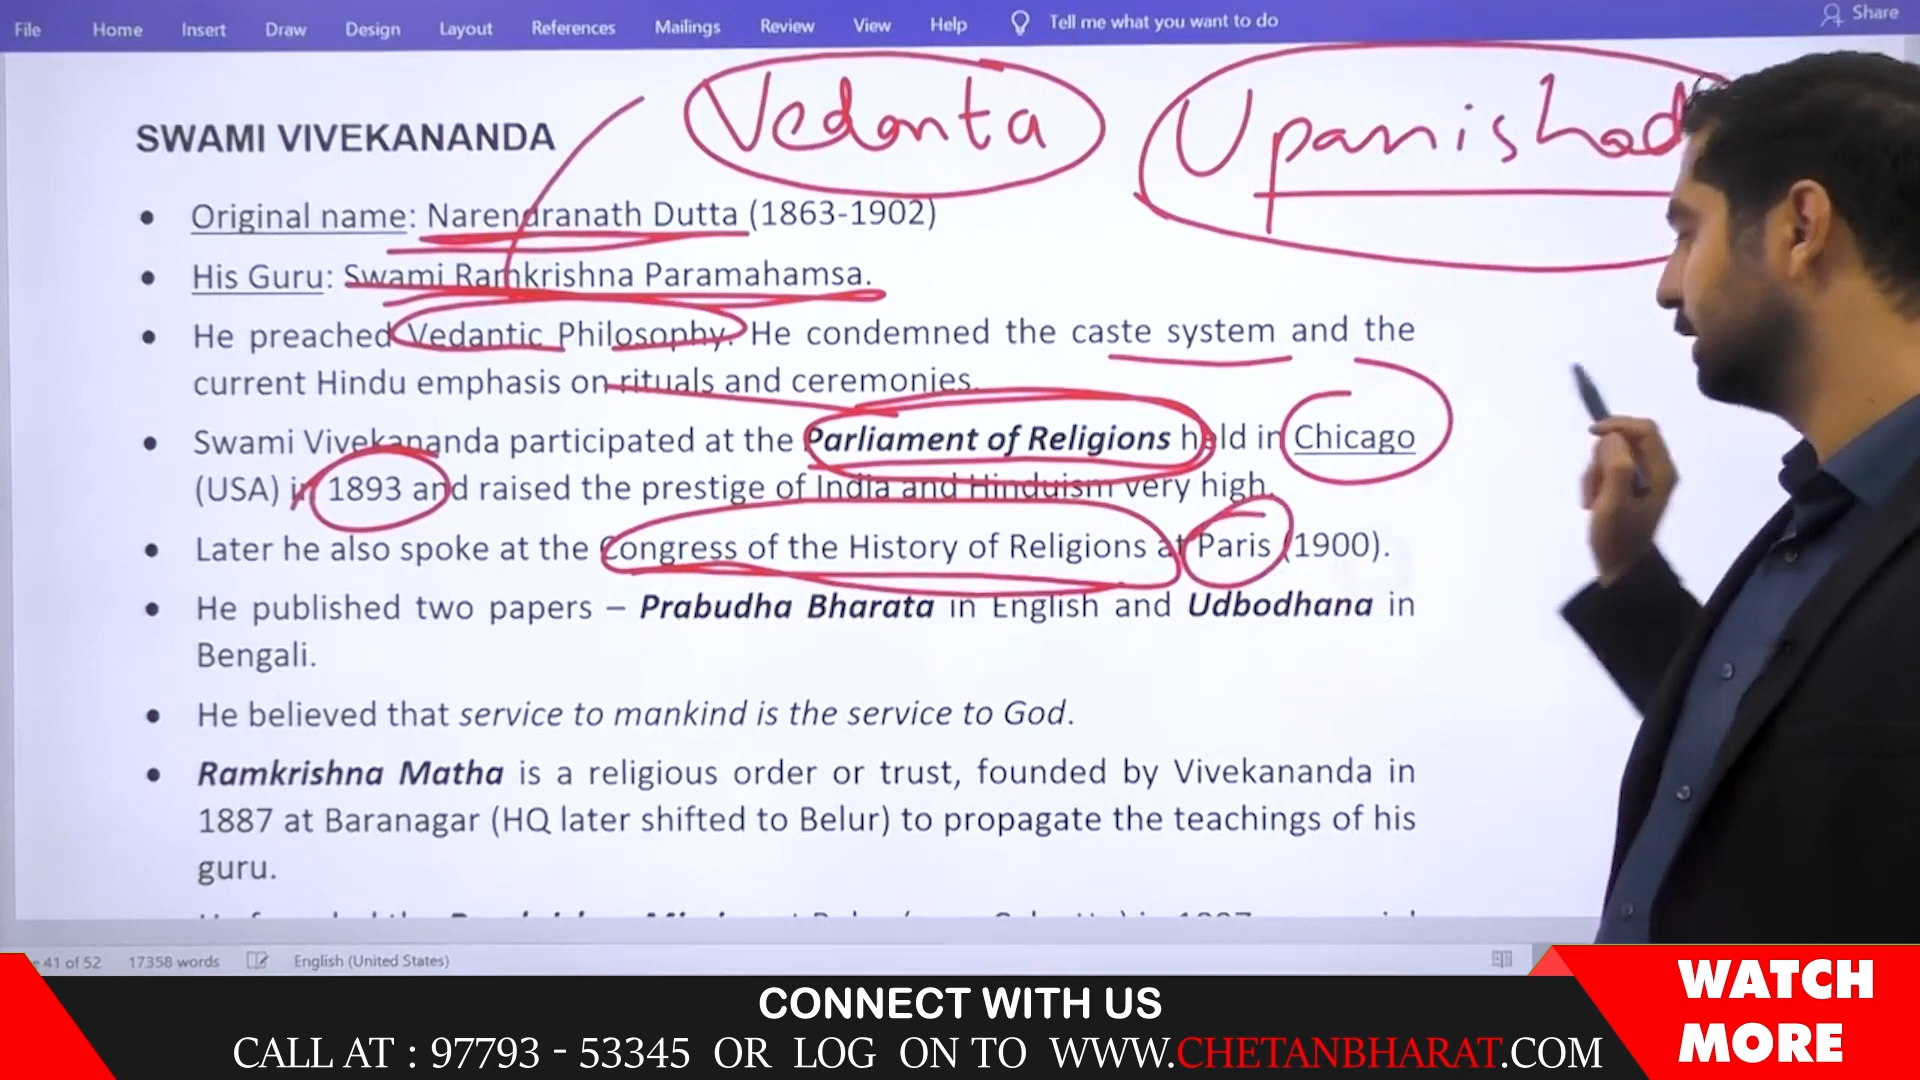 File Home Insert Draw Design Layout References Mailings Review View Help Tell me what you want to do Share
Vedanta Upanishad
SWAMI VIVEKANANDA
• Original name: Narendranath Dutta (1863-1902)
• His Guru: Swami Ramkrishna Paramahamsa.
• He preached Vedantic Philosophy. He condemned the caste system and the
current Hindu emphasis on rituals and ceremonies.
• Swami Vivekananda participated at the Parliament of Religions held in Chicago
(USA) in 1893 and raised the prestige of India and Hinduism very high.
• Later he also spoke at the Congress of the History of Religions at Paris (1900).
• He published two papers – Prabudha Bharata in English and Udbodhana in
Bengali.
• He believed that service to mankind is the service to God.
• Ramkrishna Matha is a religious order or trust, founded by Vivekananda in
1887 at Baranagar (HQ later shifted to Belur) to propagate the teachings of his
guru.
41 of 52 17358 words English (United States)
CONNECT WITH US
CALL AT : 97793 - 53345 OR LOG ON TO WWW.CHETANBHARAT.COM
WATCH
MORE